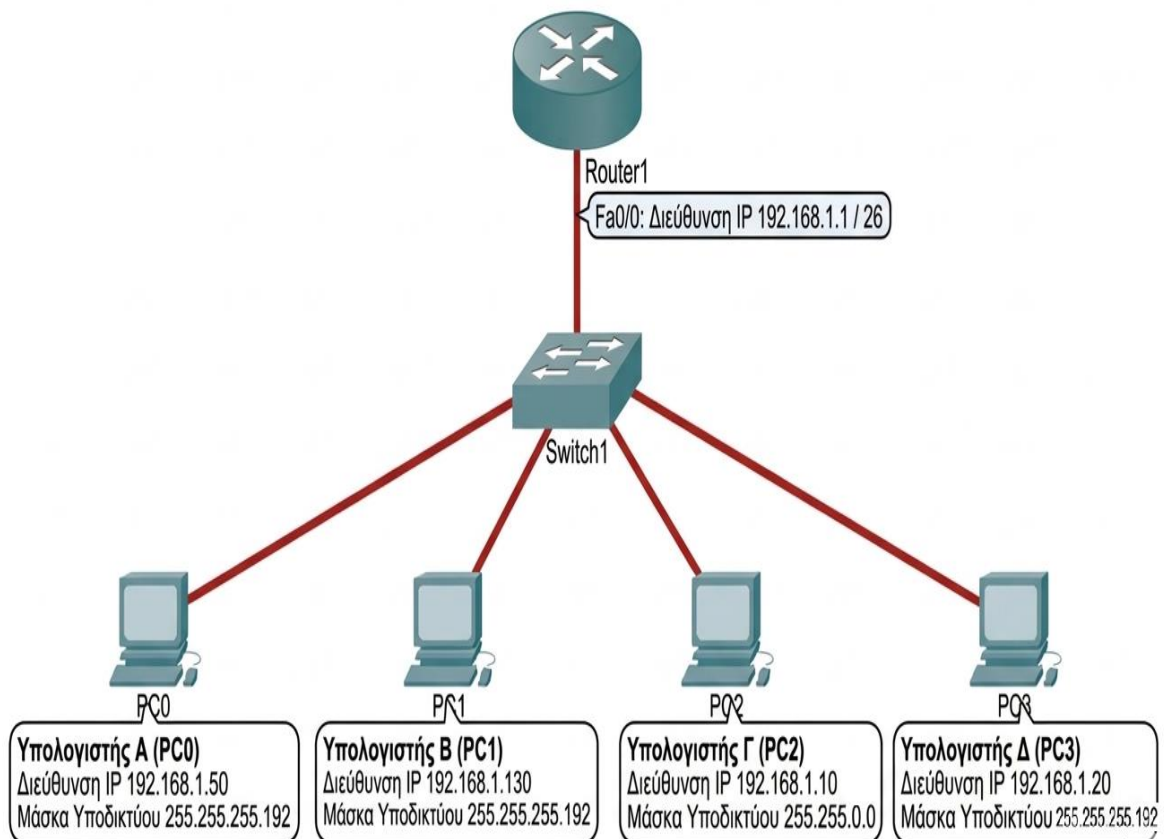 Router1
Fa0/0: Διεύθυνση IP 192.168.1.1 / 26
Switch1
PC0
PC1
PC2
PC3
Υπολογιστής Α (PC0)
Διεύθυνση IP 192.168.1.50
Μάσκα Υποδικτύου 255.255.255.192
Υπολογιστής Β (PC1)
Διεύθυνση IP 192.168.1.130
Μάσκα Υποδικτύου 255.255.255.192
Υπολογιστής Γ (PC2)
Διεύθυνση IP 192.168.1.10
Μάσκα Υποδικτύου 255.255.0.0
Υπολογιστής Δ (PC3)
Διεύθυνση IP 192.168.1.20
Μάσκα Υποδικτύου 255.255.255.192